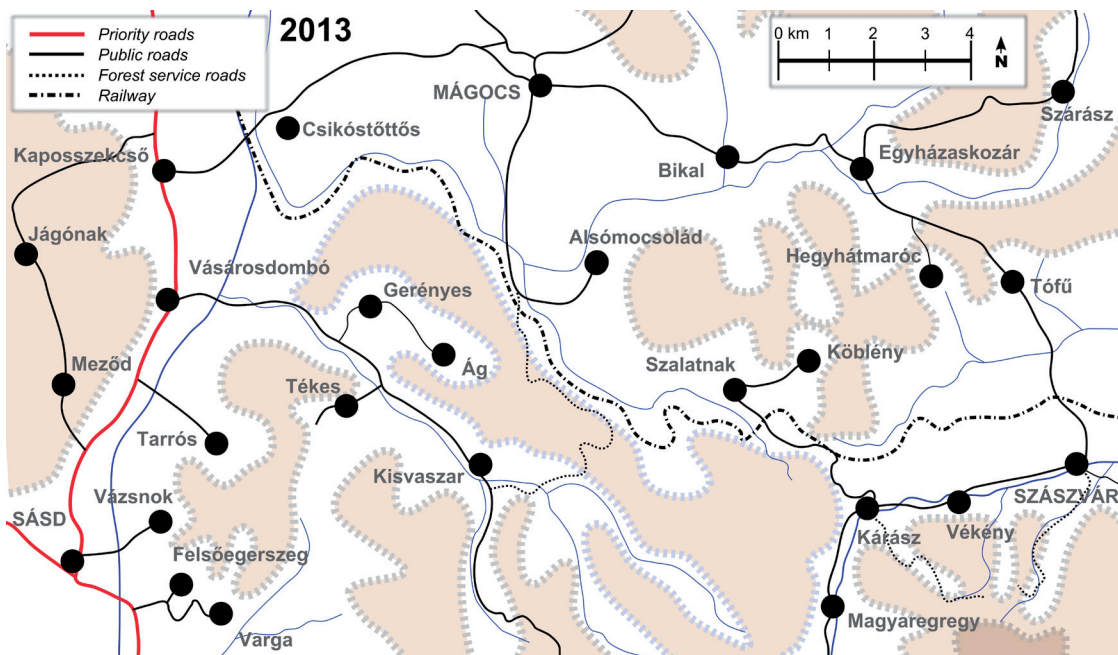 Priority roads
Public roads
Forest service roads
Railway
2013
0 km 1 2 3 4
N
MÁGOCS
Csikóstőttős
Kaposszekcső
Szárász
Egyházaskozár
Bikal
Jágónak
Alsómocsolád
Hegyhátmaróc
Vásárosdombó
Gerényes
Tófű
Ág
Szalatnak
Köblény
Meződ
Tékes
Tarrós
Kisvaszar
Vázsnok
SÁSD
SZÁSZVÁR
Kárász
Vékény
Felsőegerszeg
Magyaregregy
Varga